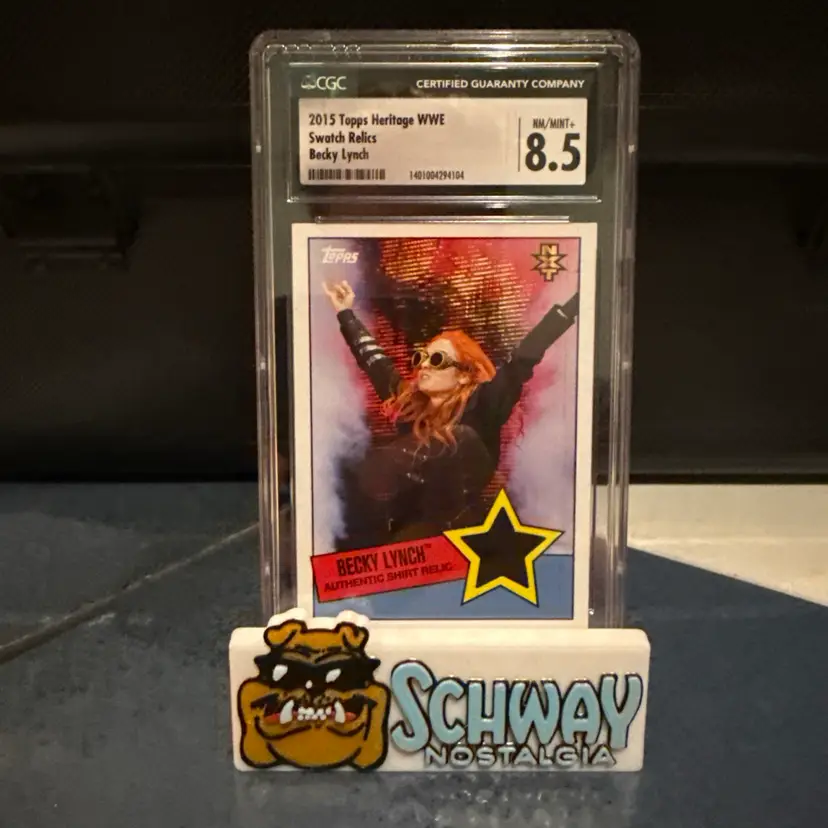 CGC
CERTIFIED GUARANTY COMPANY
2015 Topps Heritage WWE
Swatch Relics
Becky Lynch
NM/MINT+
8.5
1401004294104
TOPPS
NXT
BECKY LYNCH™
AUTHENTIC SHIRT RELIC
SCHWAY
NOSTALGIA